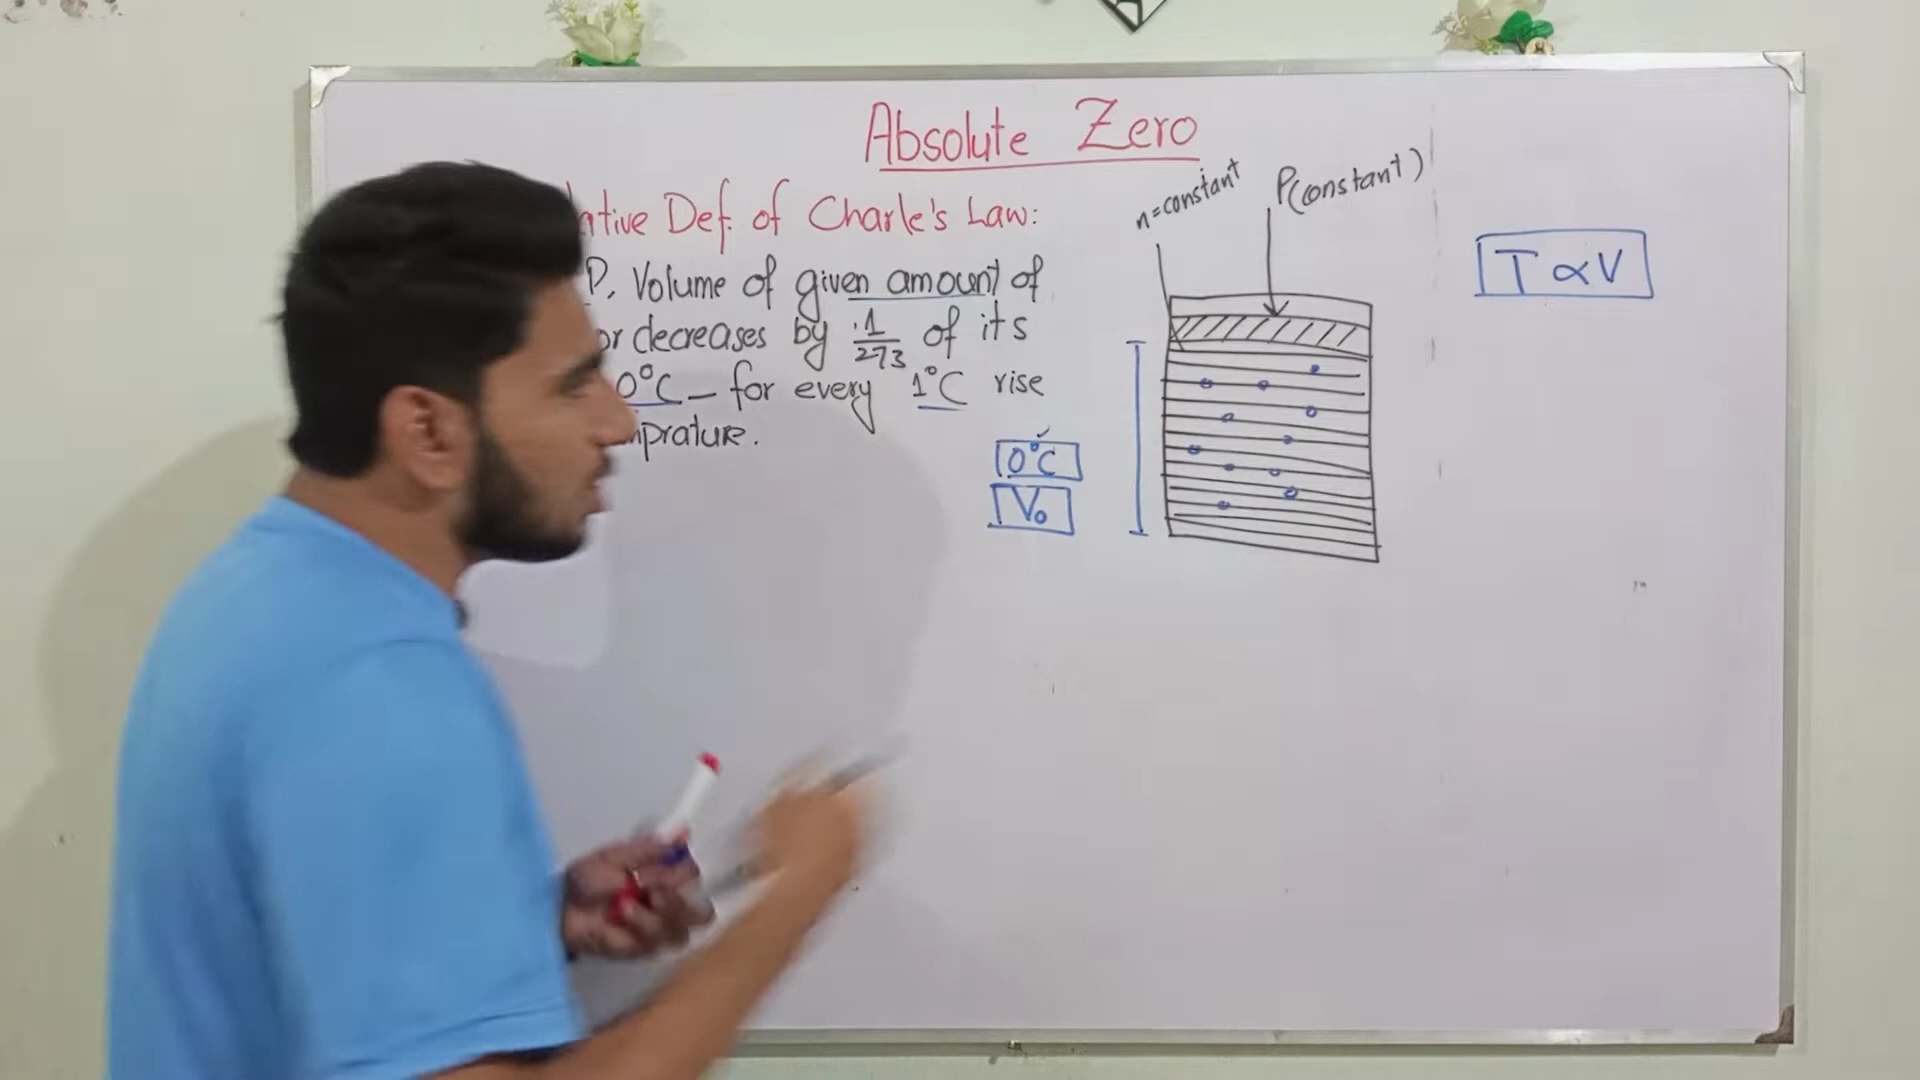 Absolute Zero
n=constant
P(constant)
ative Def. of Charle's Law:
P. Volume of given amount of
or decreases by 1/273 of its
0°C – for every 1°C rise
mprature.
T ∝ V
0°C
V₀